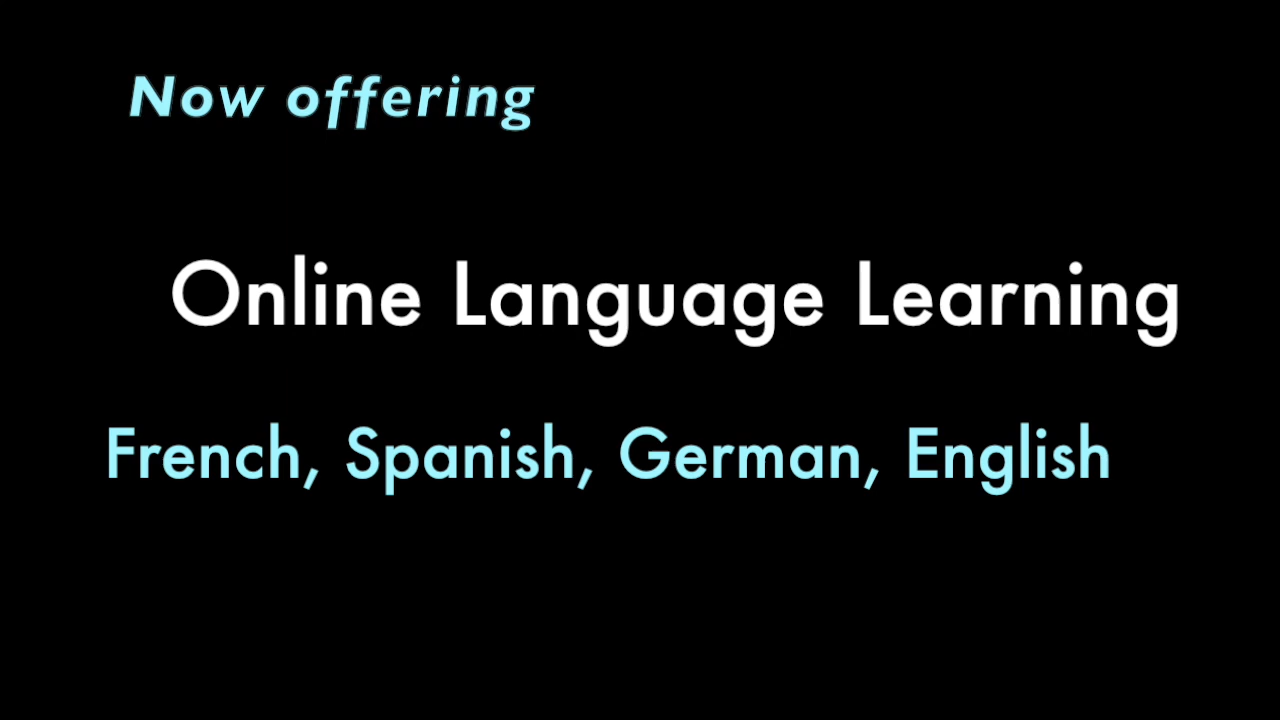 Now offering
Online Language Learning
French, Spanish, German, English